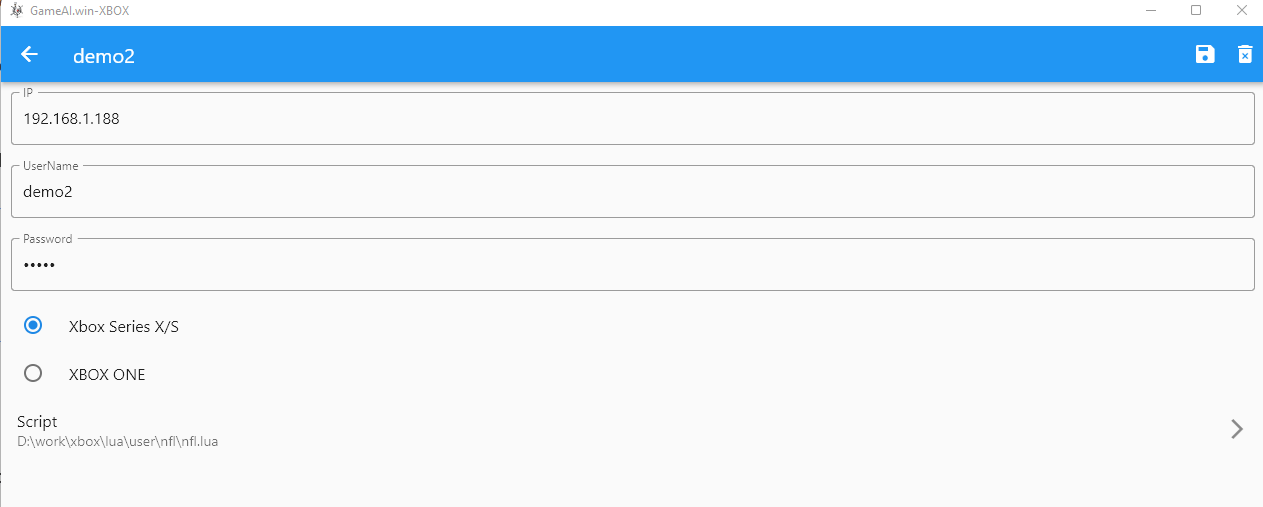 GameAI.win-XBOX
demo2
IP
192.168.1.188
UserName
demo2
Password
•••••
Xbox Series X/S
XBOX ONE
Script
D:\work\xbox\lua\user\nfl\nfl.lua